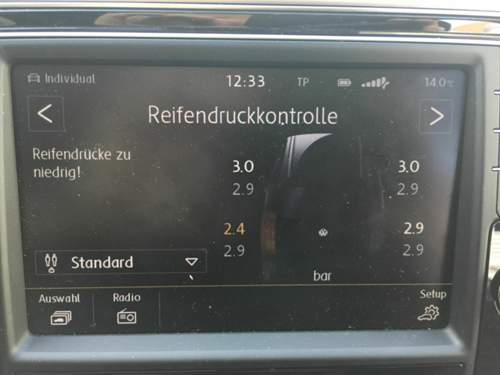 Individual
12:33
TP
14.0°C
Reifendruckkontrolle
Reifendrücke zu
niedrig!
3.0 3.0
2.9 2.9
2.4 2.9
2.9 2.9
Standard
bar
Auswahl Radio Setup